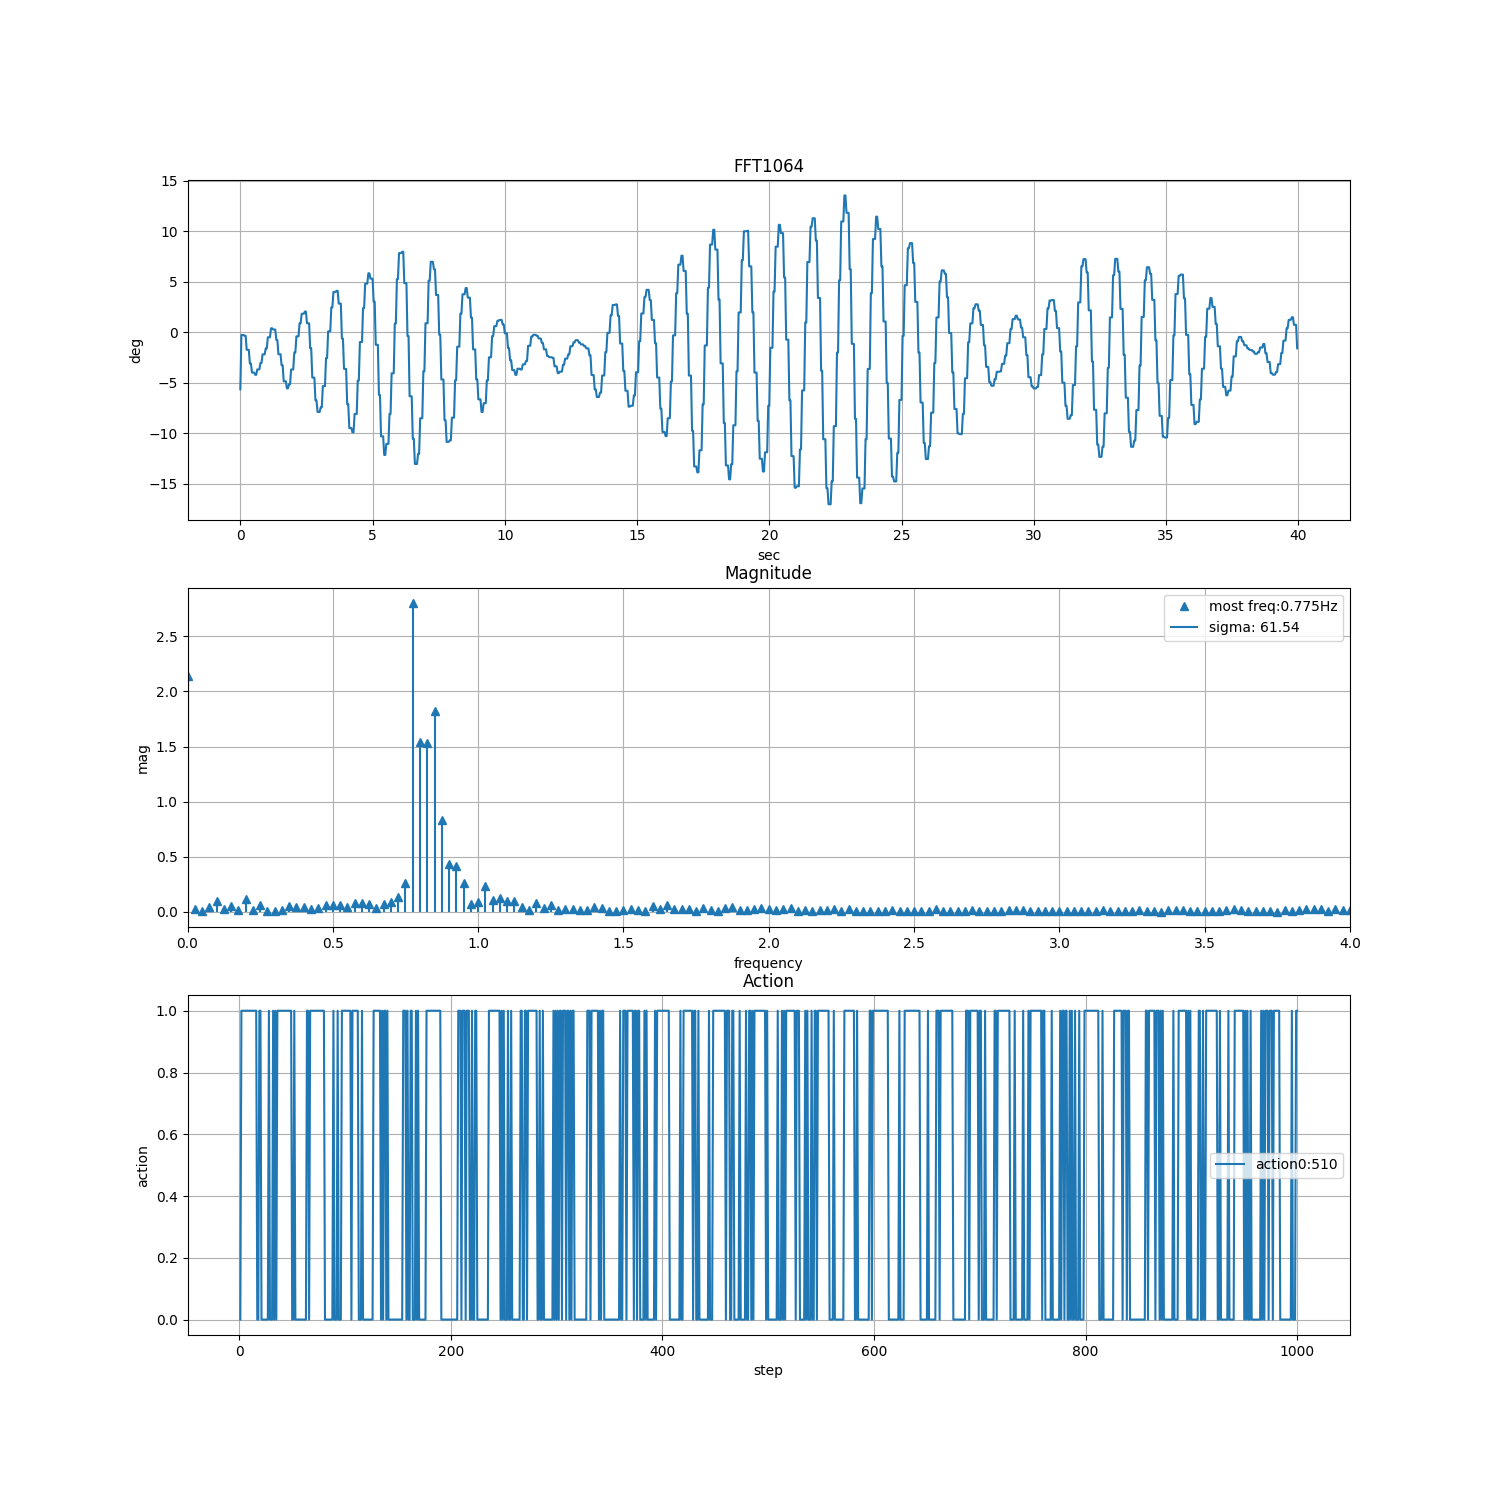 FFT1064
15
10
5
0
−5
−10
−15
deg
0 5 10 15 20 25 30 35 40
sec
Magnitude
most freq:0.775Hz
sigma: 61.54
2.5
2.0
1.5
1.0
0.5
0.0
mag
0.0 0.5 1.0 1.5 2.0 2.5 3.0 3.5 4.0
frequency
Action
1.0
0.8
0.6
0.4
0.2
0.0
action
action0:510
0 200 400 600 800 1000
step